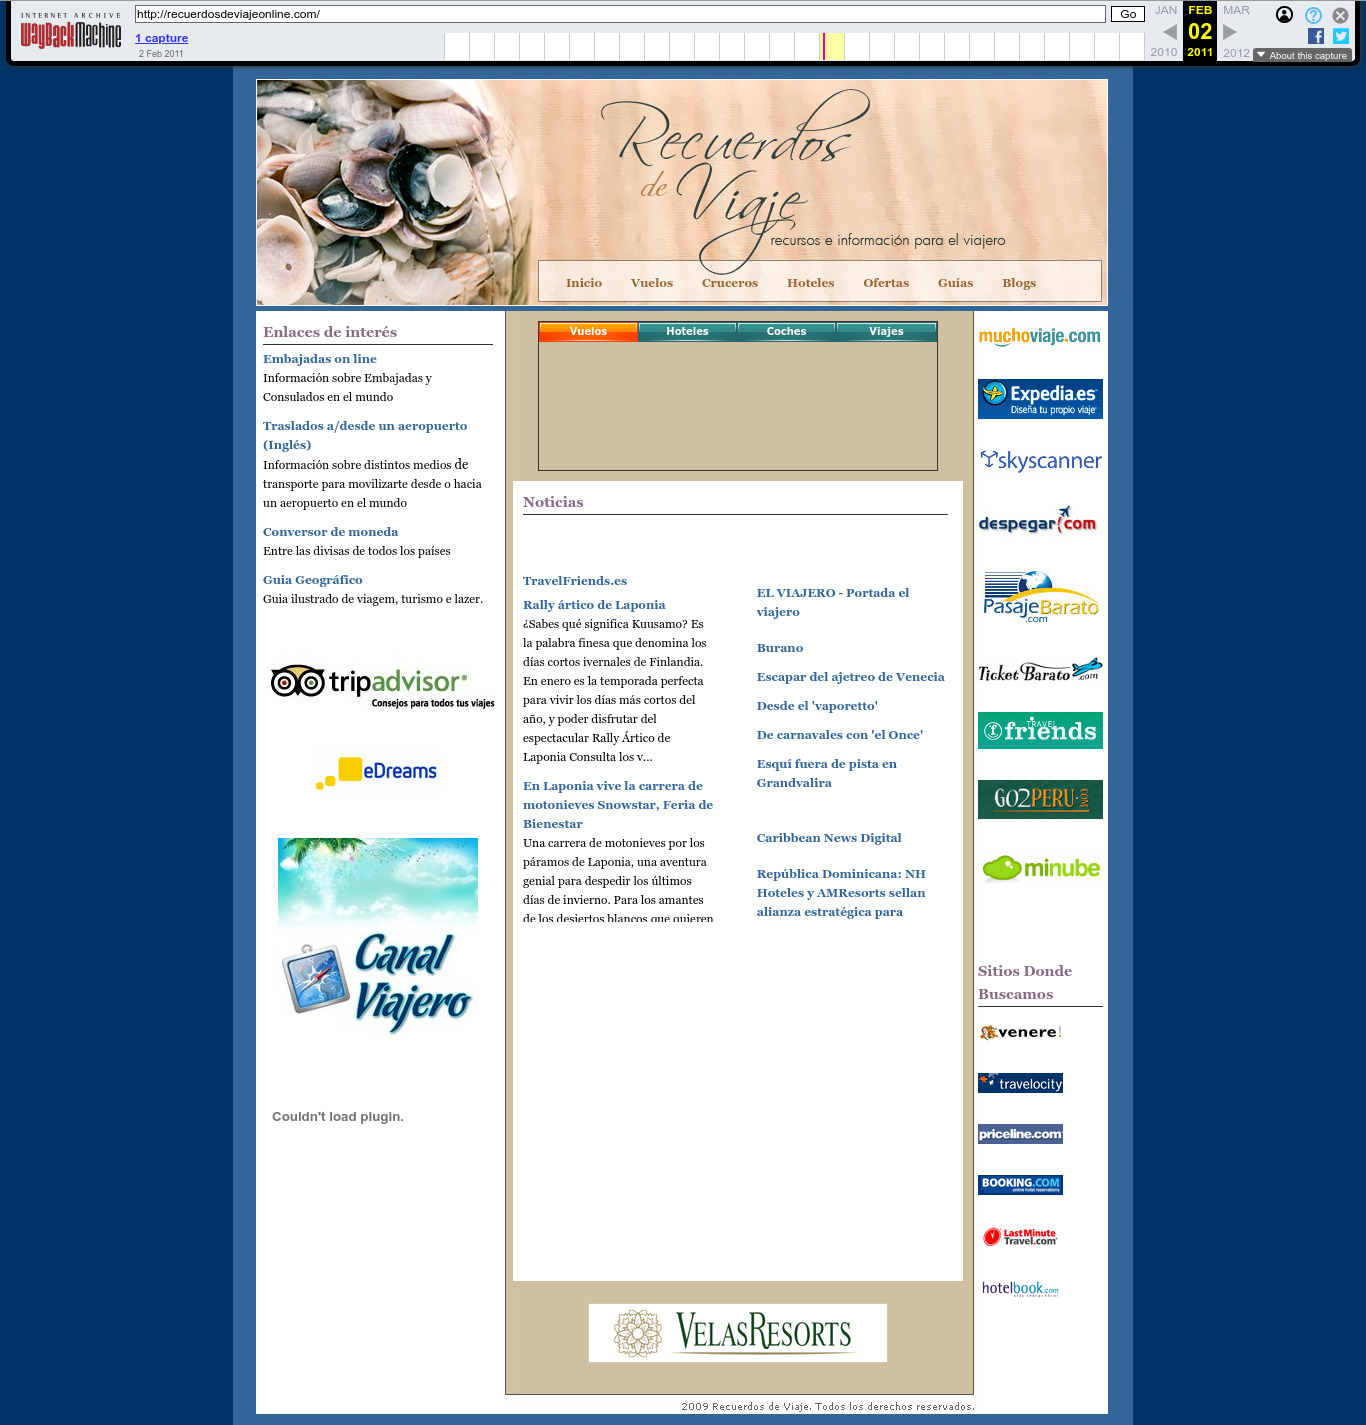 INTERNET ARCHIVE
WayBackMachine
http://recuerdosdeviajeonline.com/
Go
1 capture
2 Feb 2011
JAN
FEB
MAR
02
2010
2011
2012
About this capture
Recuerdos
de
Viaje
recursos e información para el viajero
Inicio
Vuelos
Cruceros
Hoteles
Ofertas
Guías
Blogs
Enlaces de interés
Embajadas on line
Información sobre Embajadas y
Consulados en el mundo
Traslados a/desde un aeropuerto
(Inglés)
Información sobre distintos medios de
transporte para movilizarte desde o hacia
un aeropuerto en el mundo
Conversor de moneda
Entre las divisas de todos los países
Guia Geográfico
Guia ilustrado de viagem, turismo e lazer.
tripadvisor®
Consejos para todos tus viajes
eDreams
Canal
Viajero
Couldn't load plugin.
Vuelos
Hoteles
Coches
Viajes
Noticias
TravelFriends.es
Rally ártico de Laponia
¿Sabes qué significa Kuusamo? Es
la palabra finesa que denomina los
días cortos ivernales de Finlandia.
En enero es la temporada perfecta
para vivir los días más cortos del
año, y poder disfrutar del
espectacular Rally Ártico de
Laponia Consulta los v...
En Laponia vive la carrera de
motonieves Snowstar, Feria de
Bienestar
Una carrera de motonieves por los
páramos de Laponia, una aventura
genial para despedir los últimos
días de invierno. Para los amantes
de los desiertos blancos que quieren
EL VIAJERO - Portada el
viajero
Burano
Escapar del ajetreo de Venecia
Desde el 'vaporetto'
De carnavales con 'el Once'
Esquí fuera de pista en
Grandvalira
Caribbean News Digital
República Dominicana: NH
Hoteles y AMResorts sellan
alianza estratégica para
VELASRESORTS
muchoviaje.com
Expedia.es
Diseña tu propio viaje
skyscanner
despegar.com
PasajeBarato
.com
TicketBarato
.com
TRAVEL
friends
GO2PERU.COM
minube
Sitios Donde
Buscamos
venere!
travelocity
priceline.com
BOOKING.COM
online hotel reservations
LastMinute
Travel.com
hotelbook.com
2009 Recuerdos de Viaje. Todos los derechos reservados.